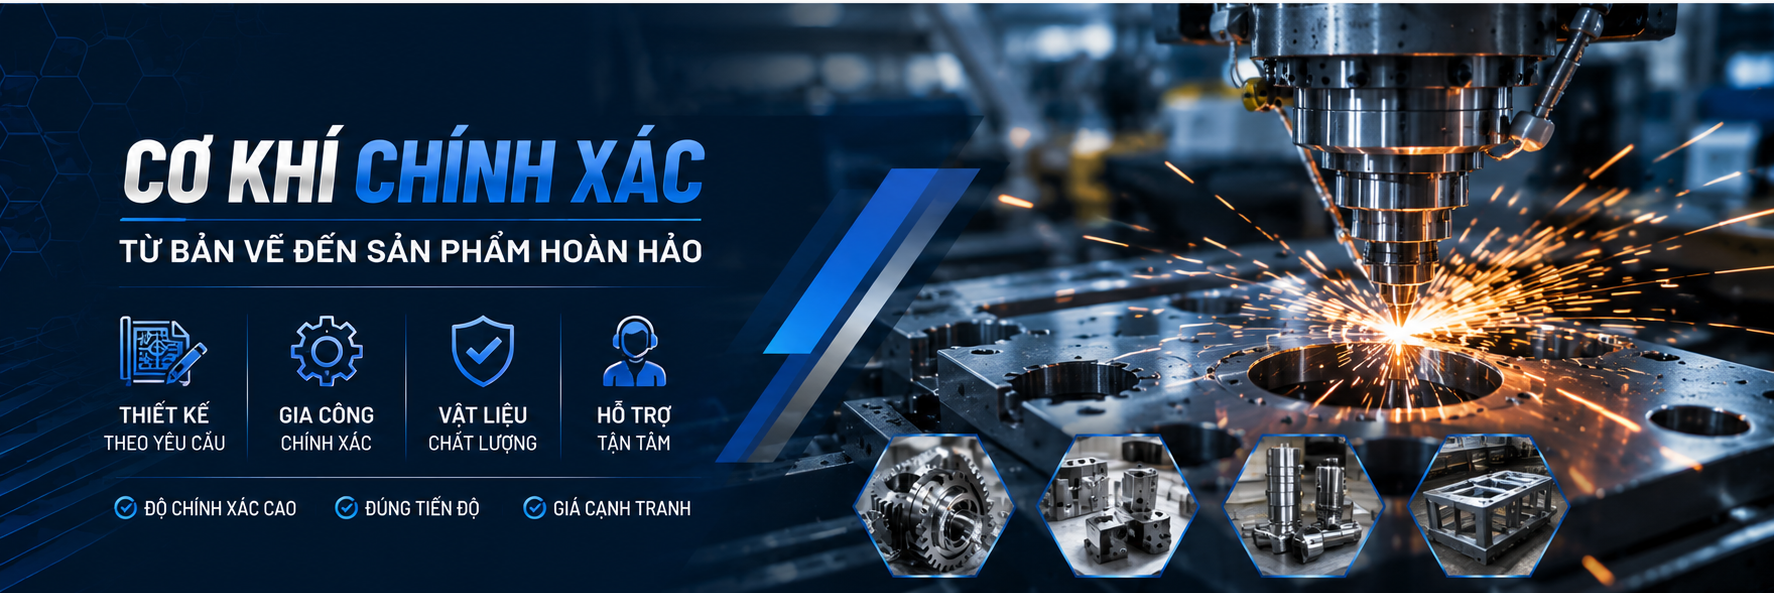 CƠ KHÍ CHÍNH XÁC
TỪ BẢN VẼ ĐẾN SẢN PHẨM HOÀN HẢO
THIẾT KẾ
THEO YÊU CẦU
GIA CÔNG
CHÍNH XÁC
VẬT LIỆU
CHẤT LƯỢNG
HỖ TRỢ
TẬN TÂM
ĐỘ CHÍNH XÁC CAO
ĐÚNG TIẾN ĐỘ
GIÁ CẠNH TRANH